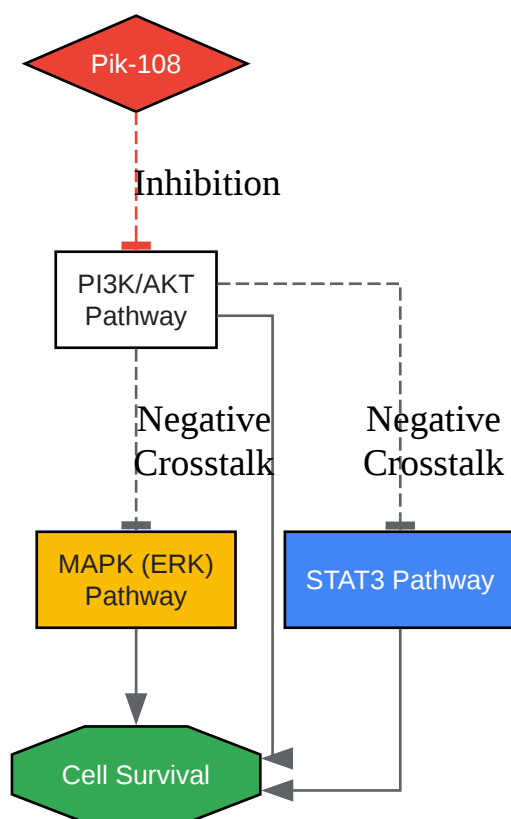 Pik-108
Inhibition
PI3K/AKT
Pathway
Negative
Crosstalk
Negative
Crosstalk
MAPK (ERK)
Pathway
STAT3 Pathway
Cell Survival